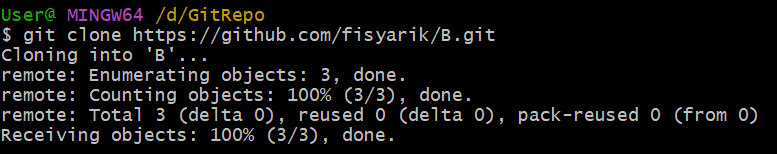 User@ MINGW64 /d/GitRepo
$ git clone https://github.com/fisyarik/B.git
Cloning into 'B'...
remote: Enumerating objects: 3, done.
remote: Counting objects: 100% (3/3), done.
remote: Total 3 (delta 0), reused 0 (delta 0), pack-reused 0 (from 0)
Receiving objects: 100% (3/3), done.